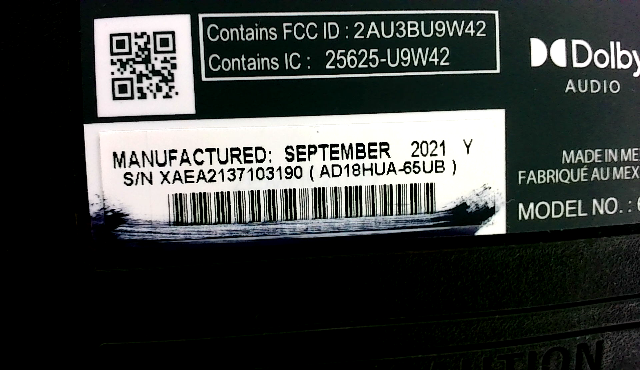 Contains FCC ID : 2AU3BU9W42
Contains IC : 25625-U9W42
Dolby
AUDIO
MANUFACTURED: SEPTEMBER 2021 Y
S/N XAEA2137103190 ( AD18HUA-65UB )
MADE IN ME
FABRIQUÉ AU MEX
MODEL NO. : 6